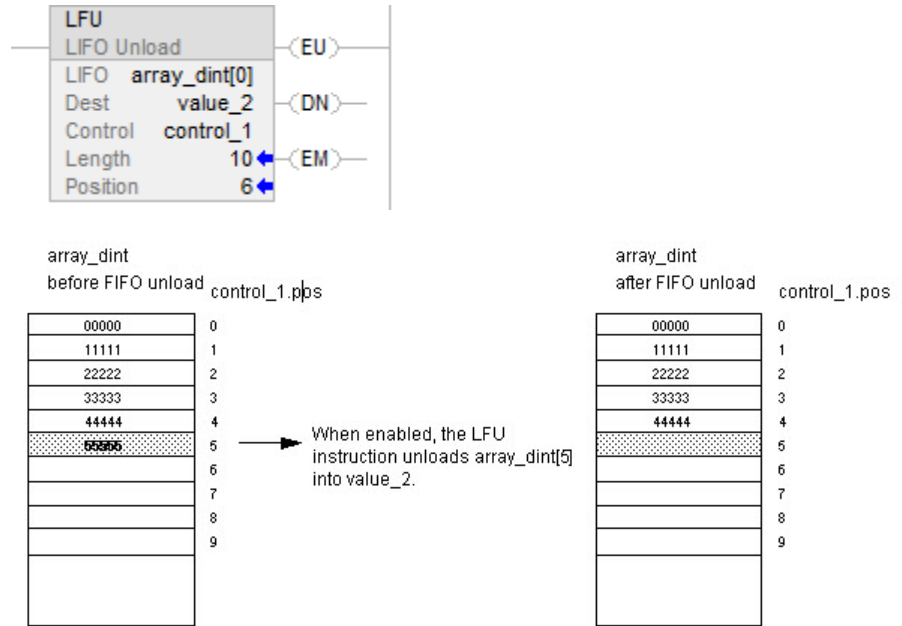 LFU
LIFO Unload
EU
LIFO array_dint[0]
Dest value_2
DN
Control control_1
Length 10
EM
Position 6
array_dint
before FIFO unload
control_1.pos
00000 0
11111 1
22222 2
33333 3
44444 4
55555 5
6
7
8
9
When enabled, the LFU
instruction unloads array_dint[5]
into value_2.
array_dint
after FIFO unload
control_1.pos
00000 0
11111 1
22222 2
33333 3
44444 4
5
6
7
8
9